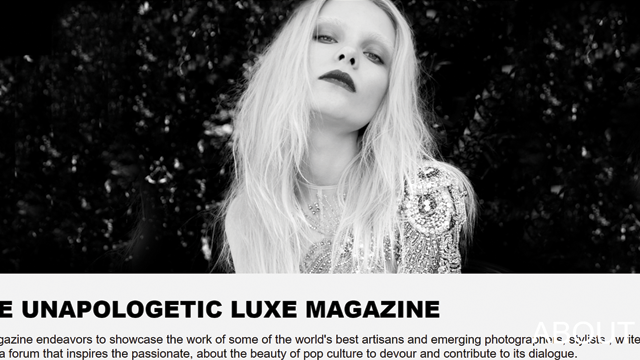 E UNAPOLOGETIC LUXE MAGAZINE
ABOUT
gazine endeavors to showcase the work of some of the world's best artisans and emerging photographers, stylists, write
a forum that inspires the passionate, about the beauty of pop culture to devour and contribute to its dialogue.